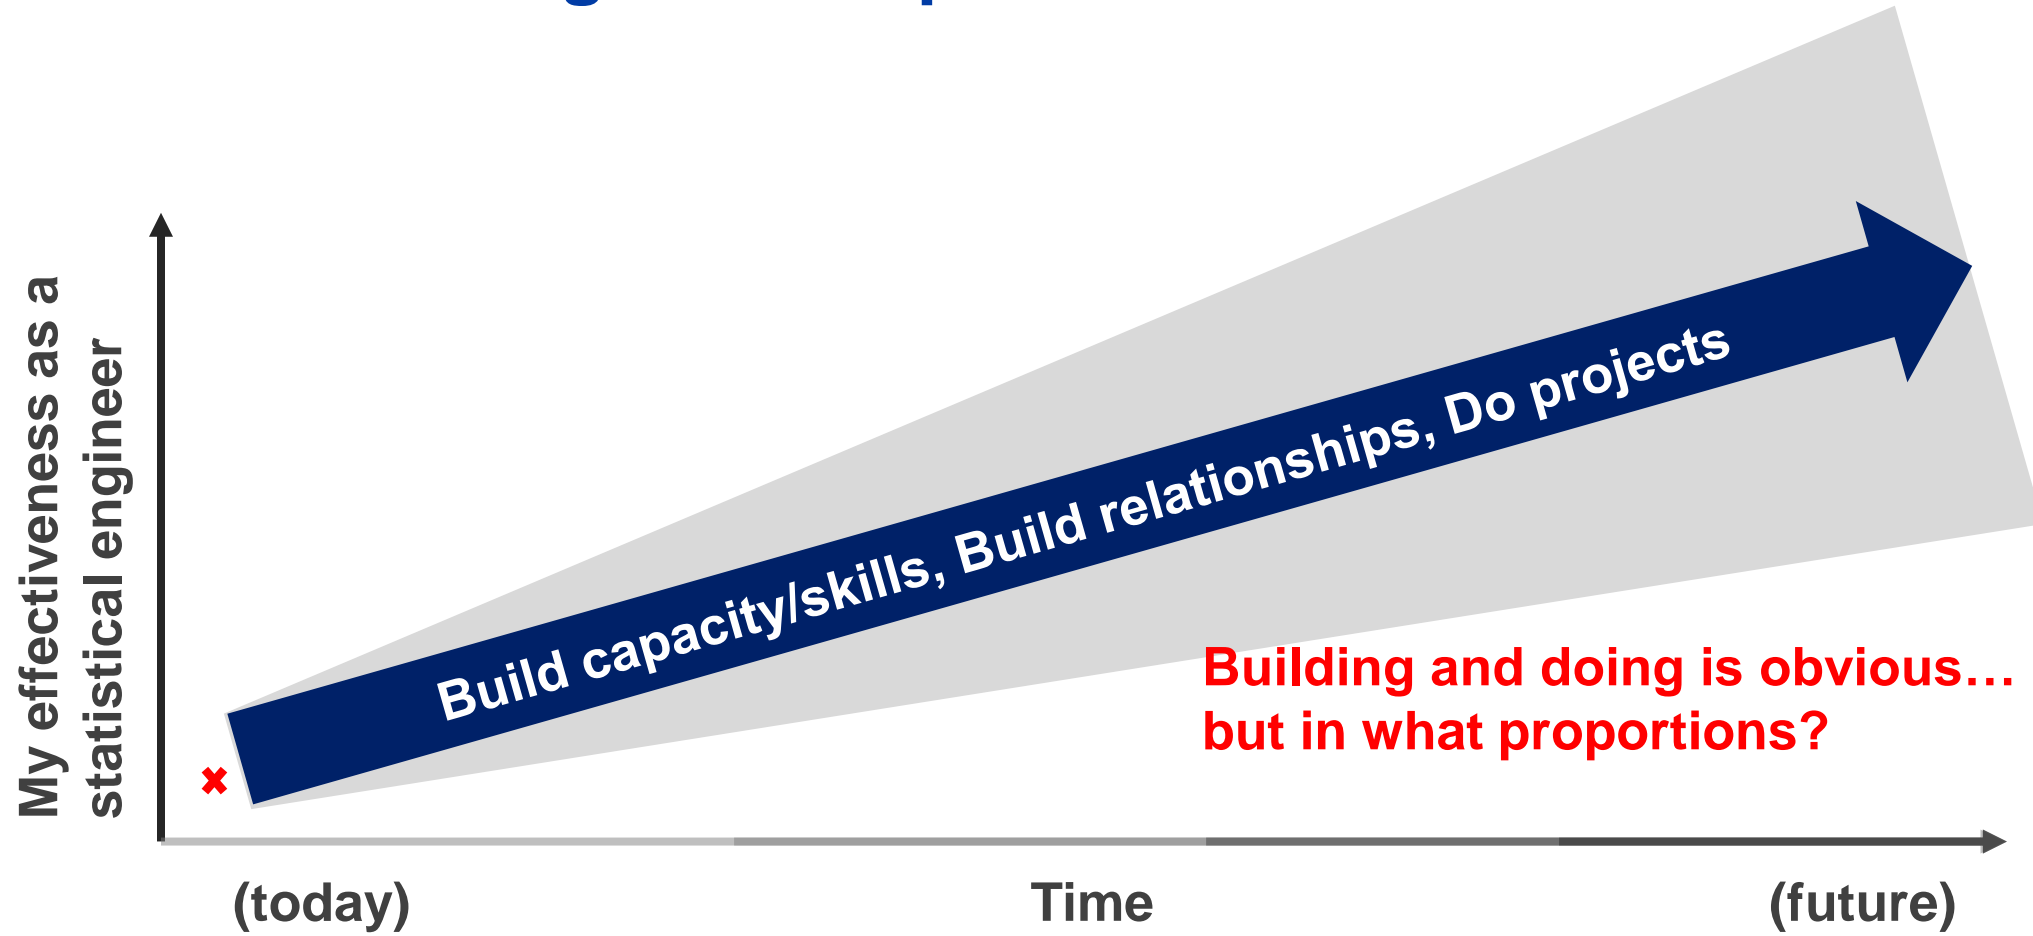 My effectiveness as a
statistical engineer
Build capacity/skills, Build relationships, Do projects
Building and doing is obvious…
but in what proportions?
(today)
Time
(future)